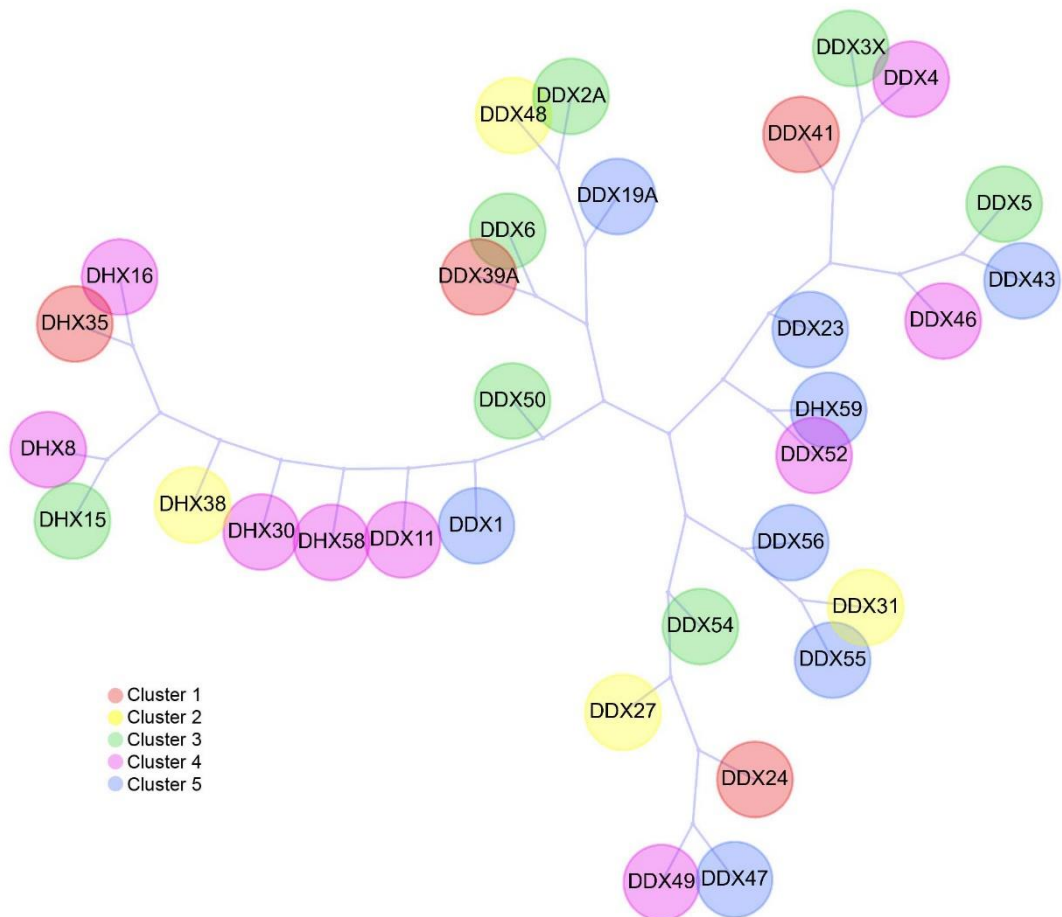 DDX3X
DDX4
DDX48
DDX2A
DDX41
DDX19A
DDX5
DDX6
DDX39A
DHX16
DDX43
DHX35
DDX46
DDX23
DDX50
DHX59
DHX8
DDX52
DHX38
DHX15
DHX30
DHX58
DDX11
DDX1
DDX56
DDX31
DDX54
DDX55
Cluster 1
DDX27
Cluster 2
Cluster 3
Cluster 4
DDX24
Cluster 5
DDX49
DDX47